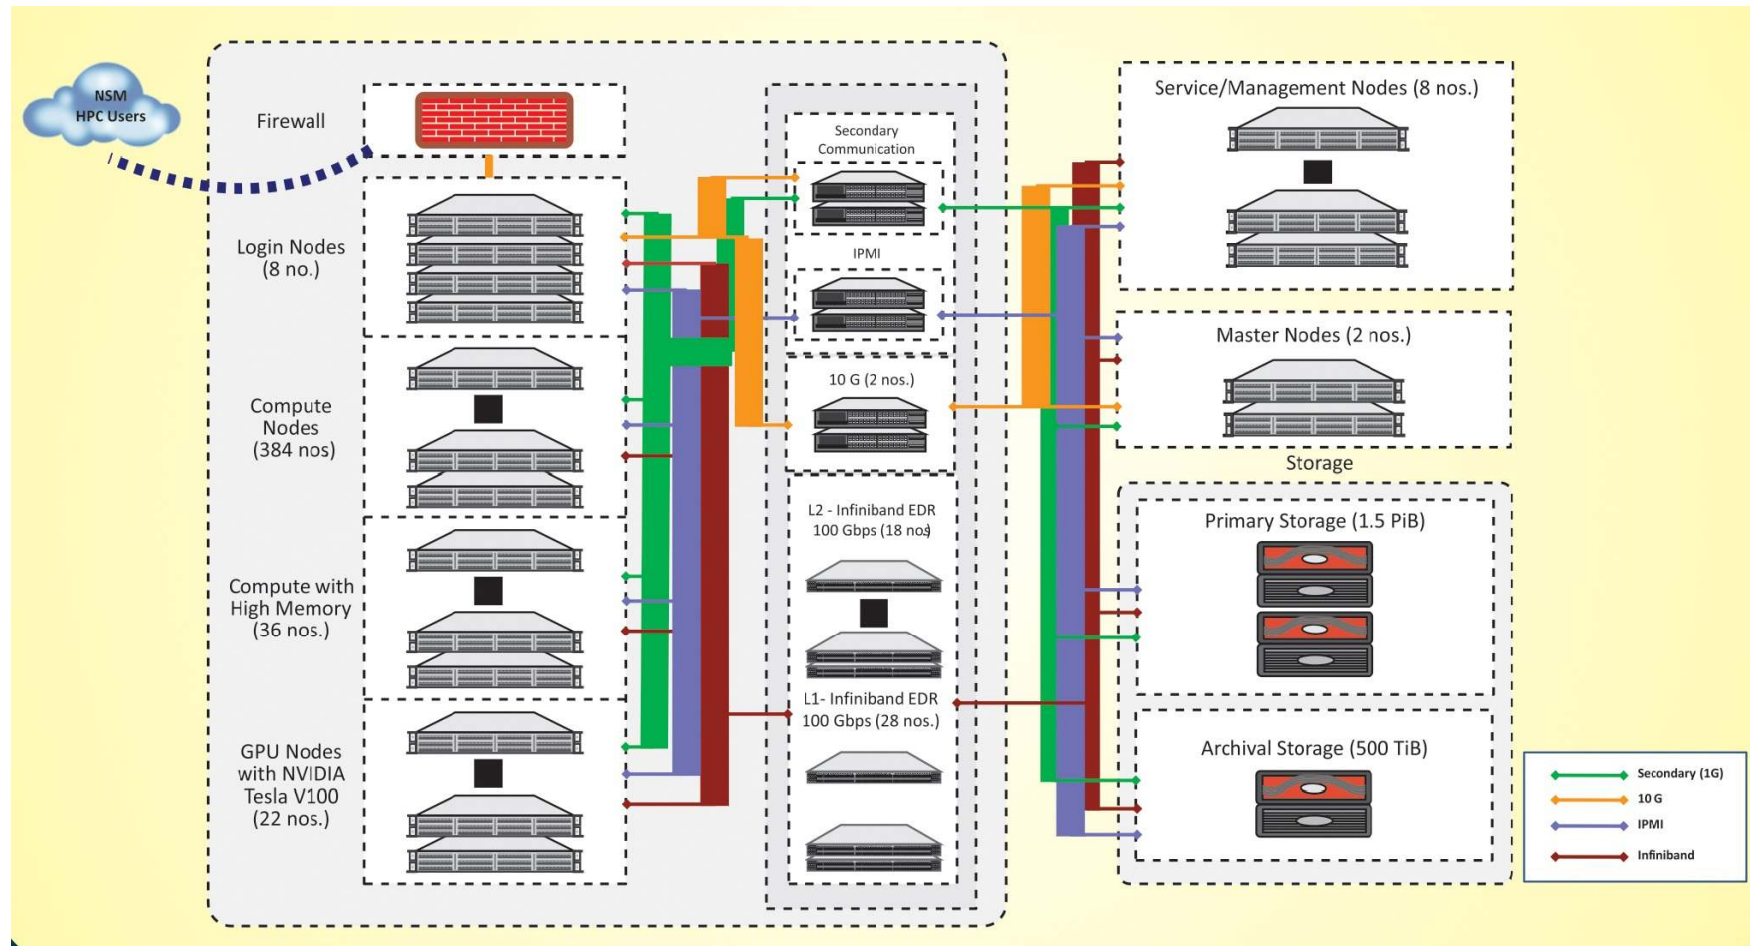 NSM
HPC Users
Firewall
Login Nodes
(8 no.)
Compute
Nodes
(384 nos)
Compute with
High Memory
(36 nos.)
GPU Nodes
with NVIDIA
Tesla V100
(22 nos.)
Secondary
Communication
IPMI
10 G (2 nos.)
L2 - Infiniband EDR
100 Gbps (18 nos)
L1- Infiniband EDR
100 Gbps (28 nos.)
Service/Management Nodes (8 nos.)
Master Nodes (2 nos.)
Storage
Primary Storage (1.5 PiB)
Archival Storage (500 TiB)
Secondary (1G)
10 G
IPMI
Infiniband